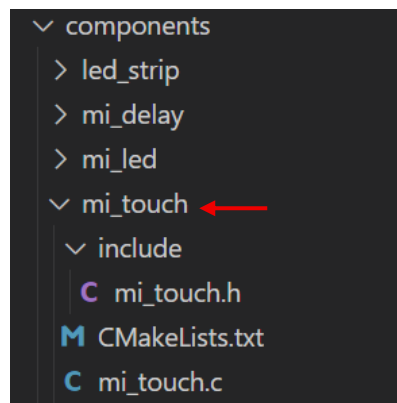 components
led_strip
mi_delay
mi_led
mi_touch
include
C mi_touch.h
M CMakeLists.txt
C mi_touch.c